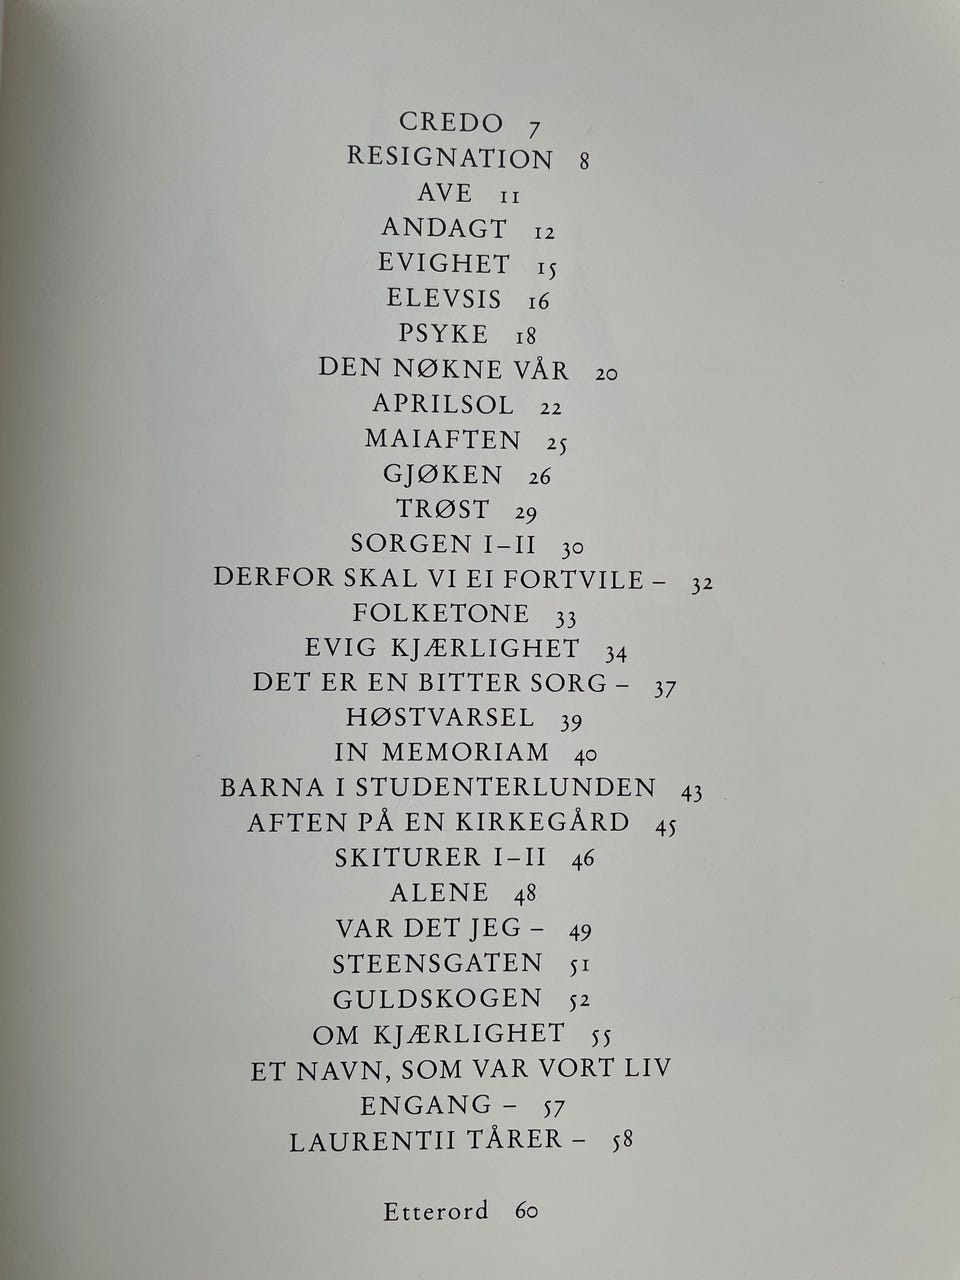 CREDO 7
RESIGNATION 8
AVE 11
ANDAGT 12
EVIGHET 15
ELEVSIS 16
PSYKE 18
DEN NØKNE VÅR 20
APRILSOL 22
MAIAFTEN 25
GJØKEN 26
TRØST 29
SORGEN I–II 30
DERFOR SKAL VI EI FORTVILE – 32
FOLKETONE 33
EVIG KJÆRLIGHET 34
DET ER EN BITTER SORG – 37
HØSTVARSEL 39
IN MEMORIAM 40
BARNA I STUDENTERLUNDEN 43
AFTEN PÅ EN KIRKEGÅRD 45
SKITURER I–II 46
ALENE 48
VAR DET JEG – 49
STEENSGATEN 51
GULDSKOGEN 52
OM KJÆRLIGHET 55
ET NAVN, SOM VAR VORT LIV
ENGANG – 57
LAURENTII TÅRER – 58
Etterord 60